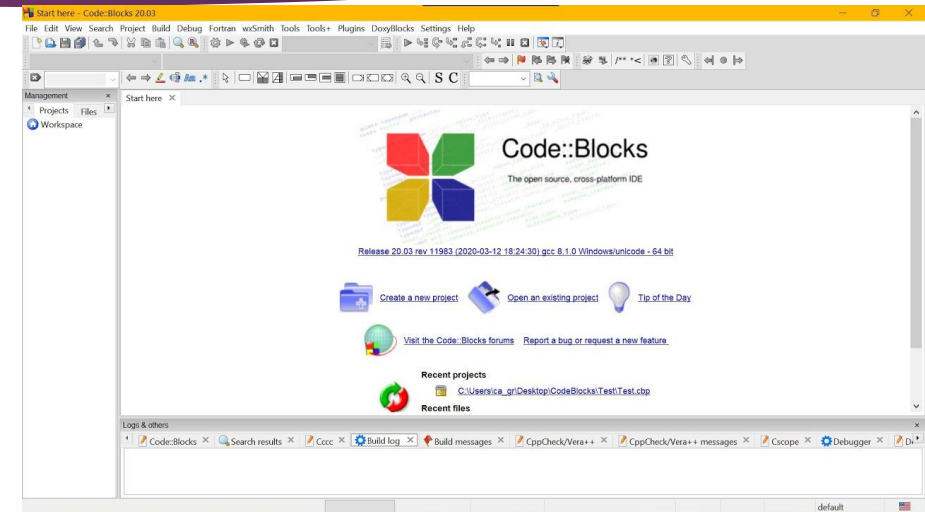 Start here - Code::Blocks 20.03
File Edit View Search Project Build Debug Fortran wxSmith Tools Tools+ Plugins DoxyBlocks Settings Help
/** *<
Aa .* S C
Management ×
Start here ×
Projects Files
Workspace
Code::Blocks
The open source, cross-platform IDE
Release 20.03 rev 11983 (2020-03-12 18:24:30) gcc 8.1.0 Windows/unicode - 64 bit
Create a new project Open an existing project Tip of the Day
Visit the Code::Blocks forums Report a bug or request a new feature
Recent projects
C:\Users\ca_gr\Desktop\CodeBlocks\Test\Test.cbp
Recent files
Logs & others ×
Code::Blocks × Search results × Cccc × Build log × Build messages × CppCheck/Vera++ × CppCheck/Vera++ messages × Cscope × Debugger ×
default